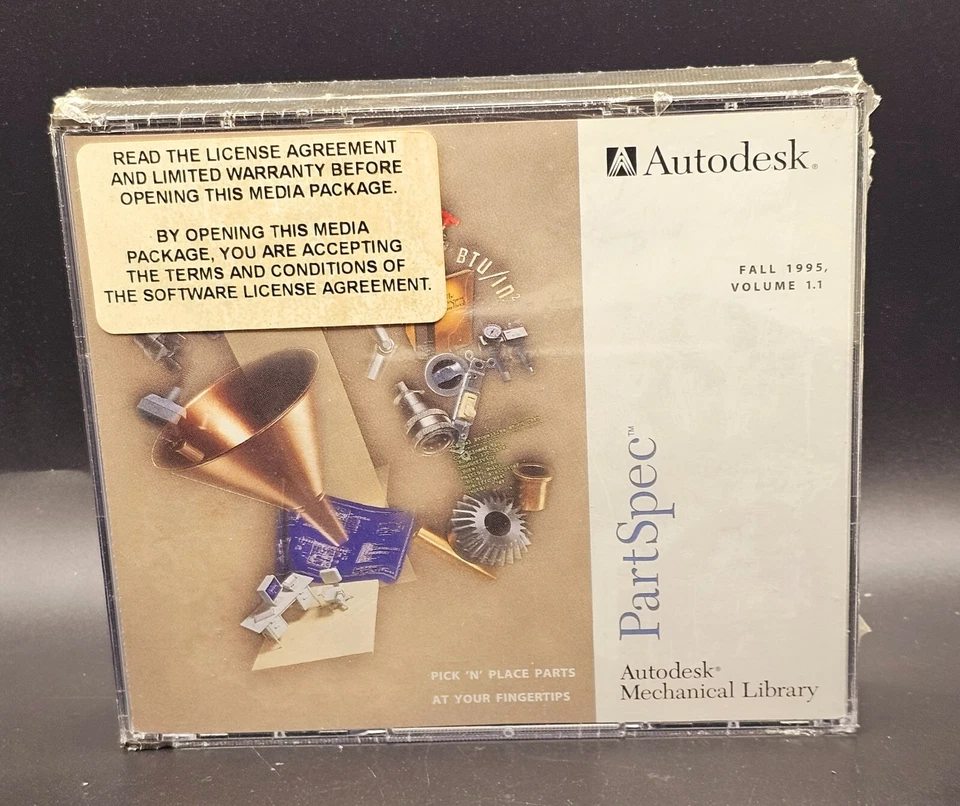 READ THE LICENSE AGREEMENT
AND LIMITED WARRANTY BEFORE
OPENING THIS MEDIA PACKAGE.
BY OPENING THIS MEDIA
PACKAGE, YOU ARE ACCEPTING
THE TERMS AND CONDITIONS OF
THE SOFTWARE LICENSE AGREEMENT.
BTU/in²
Autodesk®
FALL 1995,
VOLUME 1.1
PartSpec™
Autodesk®
Mechanical Library
PICK 'N' PLACE PARTS
AT YOUR FINGERTIPS